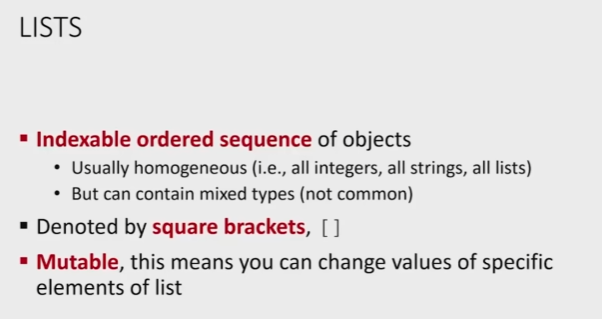 LISTS
▪ Indexable ordered sequence of objects
• Usually homogeneous (i.e., all integers, all strings, all lists)
• But can contain mixed types (not common)
▪ Denoted by square brackets, []
▪ Mutable, this means you can change values of specific
elements of list